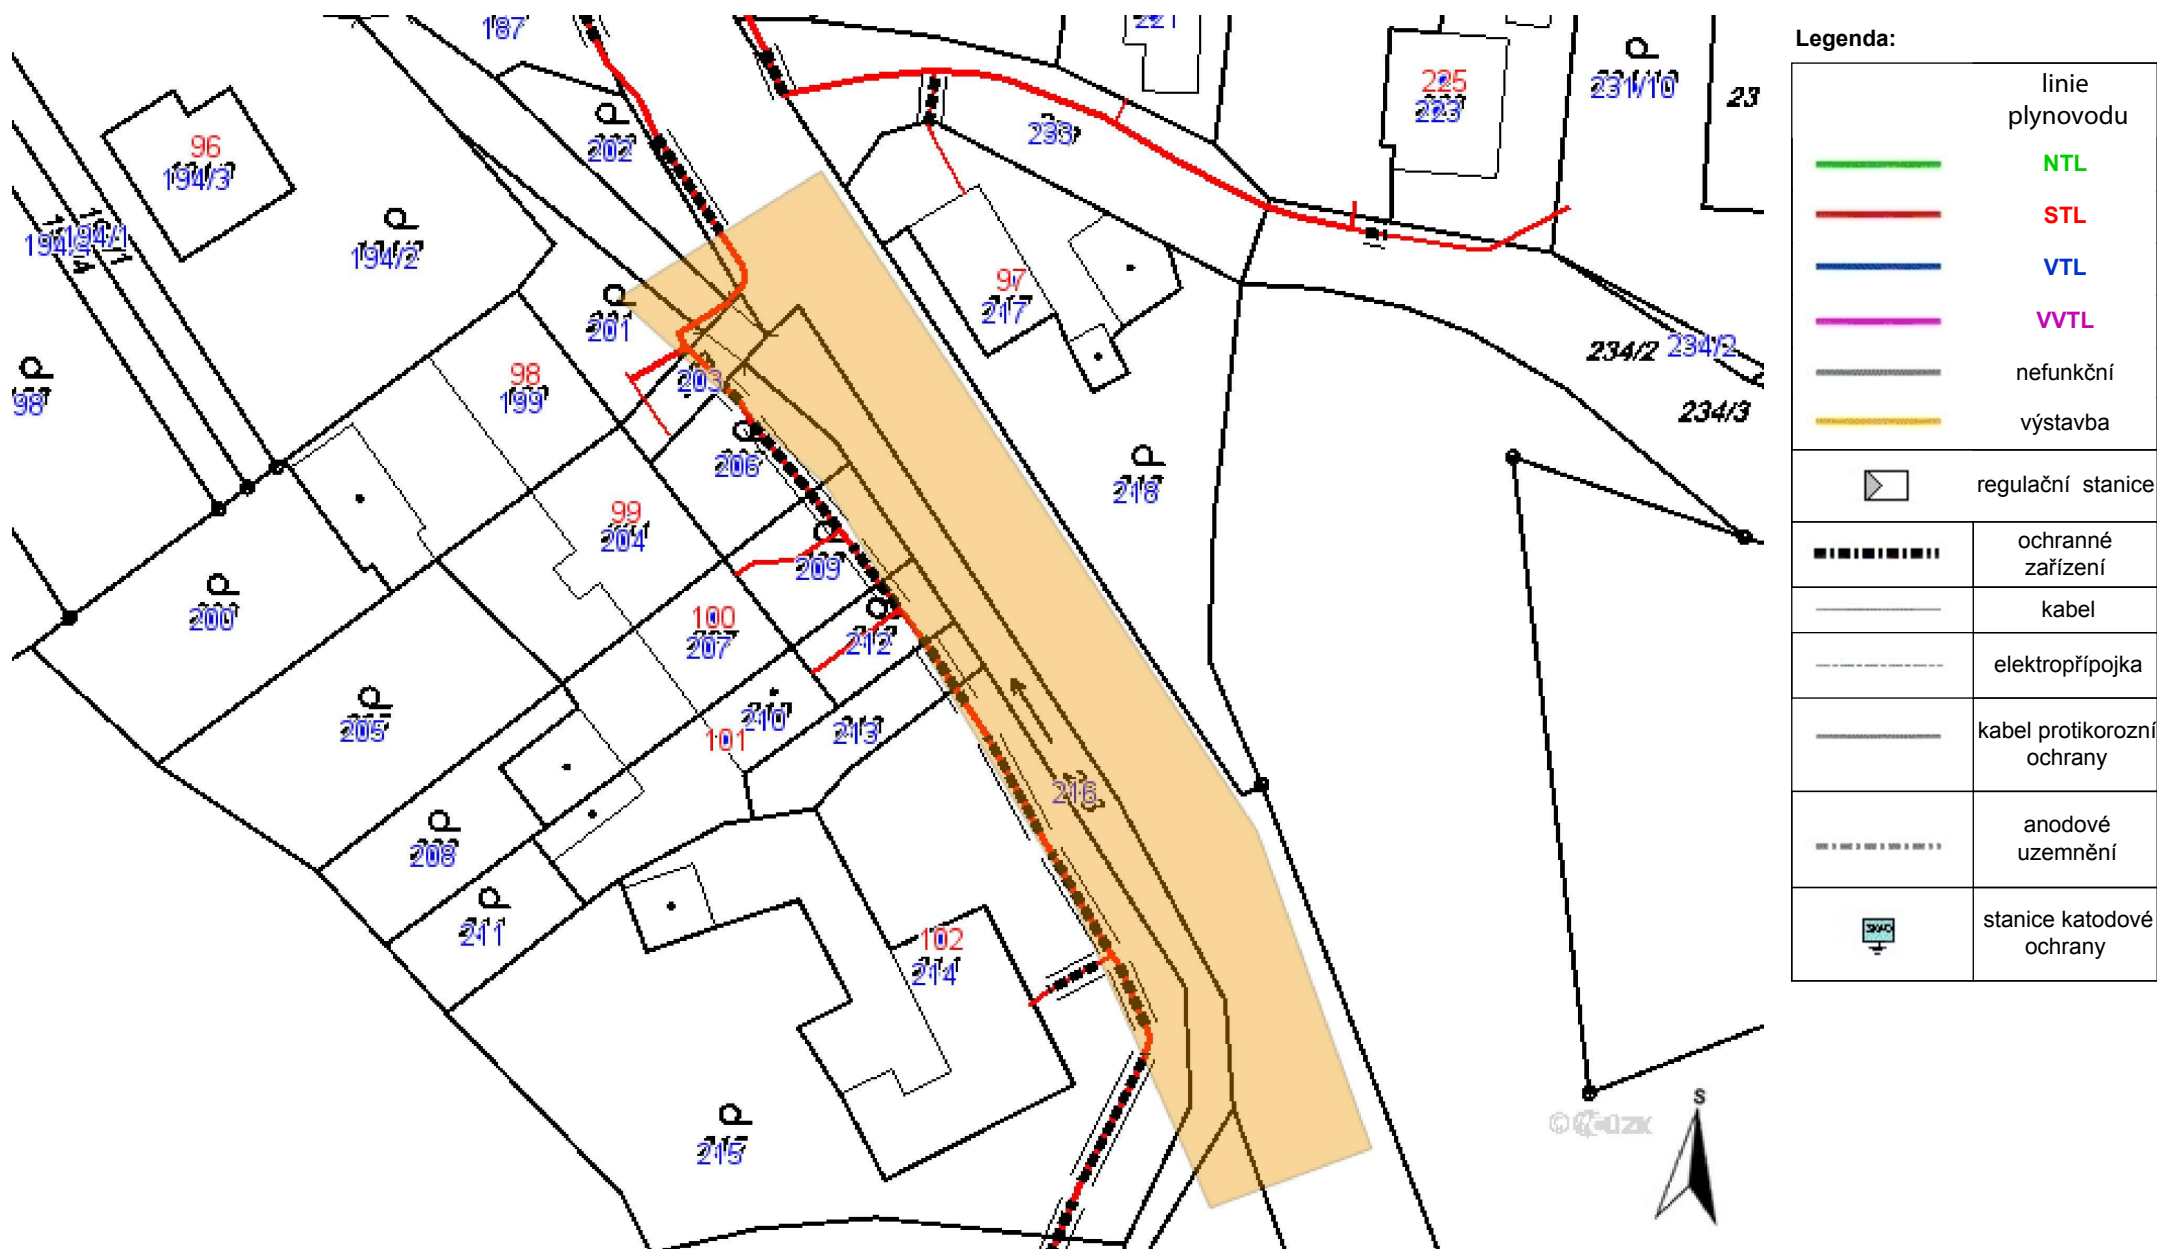 187
221
Legenda:
linie
plynovodu
NTL
STL
VTL
VVTL
nefunkční
výstavba
regulační stanice
ochranné
zařízení
kabel
elektropřípojka
kabel protikorozní
ochrany
anodové
uzemnění
stanice katodové
ochrany
225
223
231/10
23
96
194/3
202
233
194/1
194/2
97
217
201
234/2 234/2
234/3
98
199
203
98
206
218
99
204
209
200
100
207
212
205
101
210
213
216
208
211
102
214
215
S